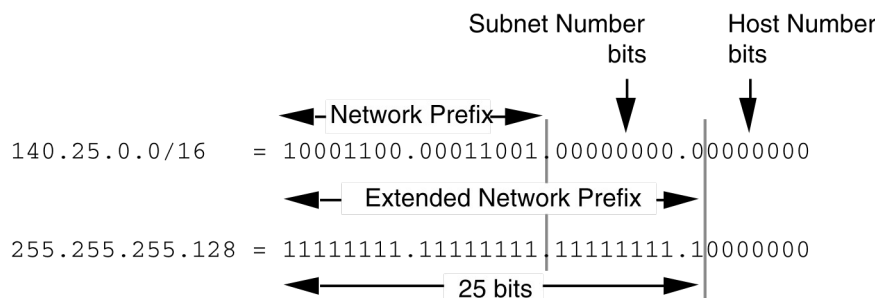 Subnet Number bits
Host Number bits
Network Prefix
140.25.0.0/16 = 10001100.00011001.00000000.00000000
Extended Network Prefix
255.255.255.128 = 11111111.11111111.11111111.10000000
25 bits